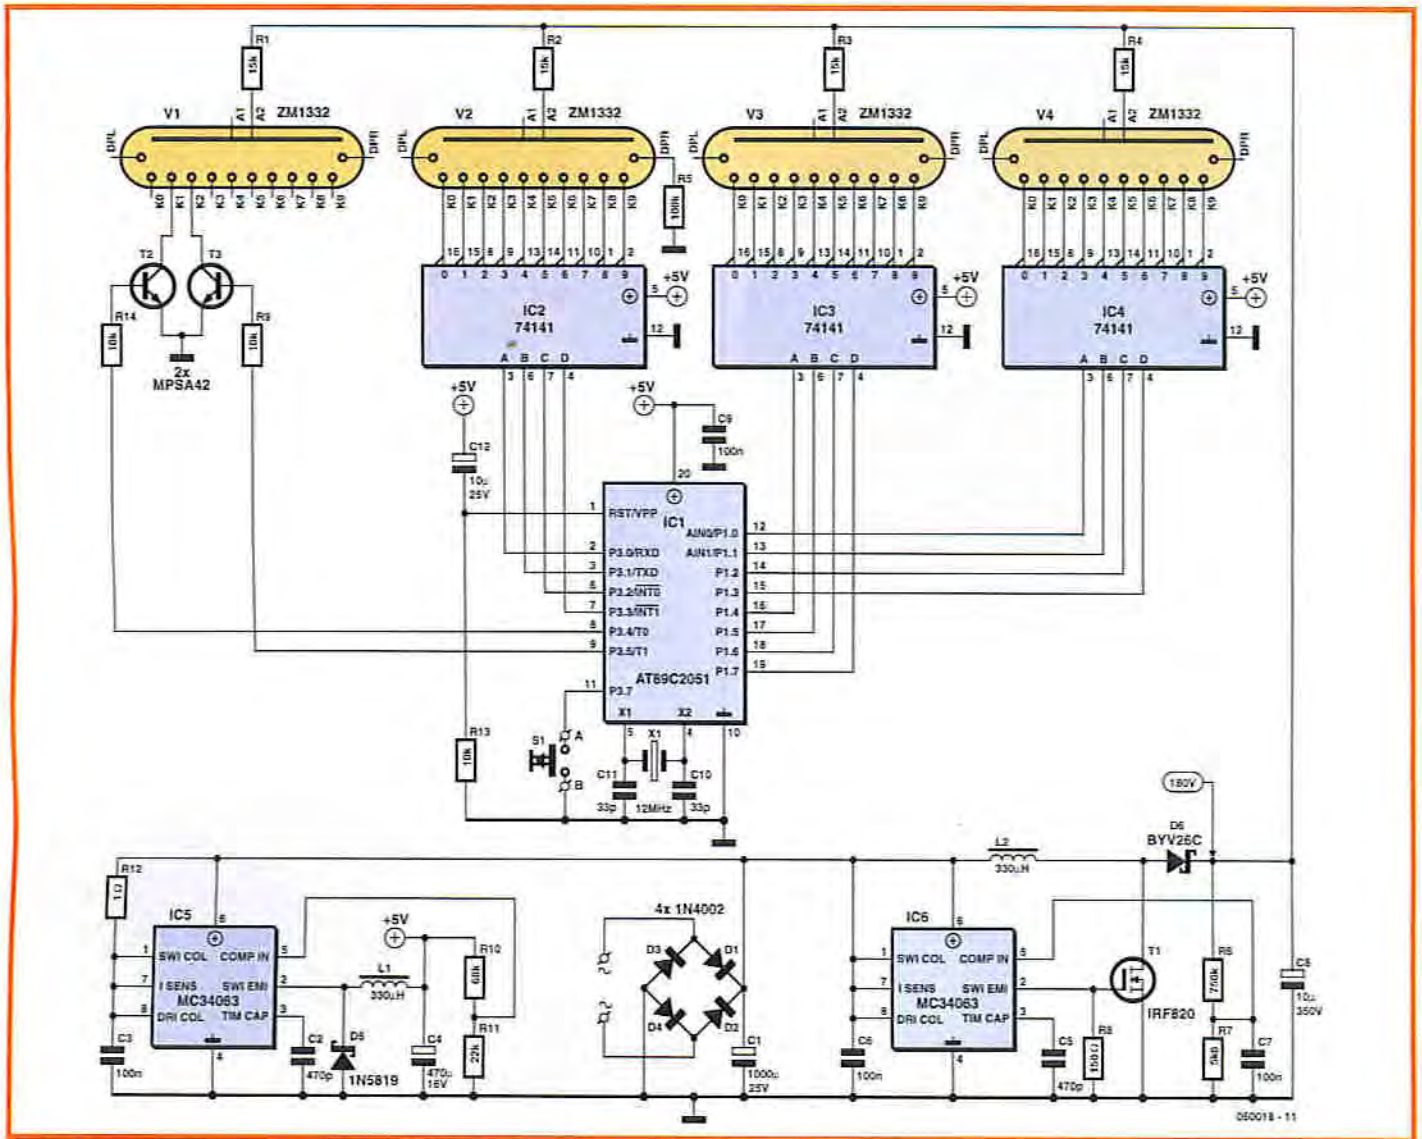 R1 R2 R3 R4
15k 15k 15k 15k
V1 A1 A2 ZM1332 V2 A1 A2 ZM1332 V3 A1 A2 ZM1332 V4 A1 A2 ZM1332
DPL DPR DPL DPR DPL DPR DPL DPR
R5
100k
K0 K1 K2 K3 K4 K5 K6 K7 K8 K9
K0 K1 K2 K3 K4 K5 K6 K7 K8 K9
K0 K1 K2 K3 K4 K5 K6 K7 K8 K9
K0 K1 K2 K3 K4 K5 K6 K7 K8 K9
16 15 8 9 13 14 11 10 1 2
16 15 8 9 13 14 11 10 1 2
16 15 8 9 13 14 11 10 1 2
0 1 2 3 4 5 6 7 8 9
0 1 2 3 4 5 6 7 8 9
0 1 2 3 4 5 6 7 8 9
T2 T3
R14 R9
10k 10k
2x
MPSA42
IC2
74141
A B C D
3 6 7 4
5 +5V
12
IC3
74141
A B C D
3 6 7 4
5 +5V
12
IC4
74141
A B C D
3 6 7 4
5 +5V
12
+5V
C12
10µ
25V
+5V
C9
100n
20
IC1
1 RST/VPP
2 P3.0/RXD
3 P3.1/TXD
6 P3.2/INT0
7 P3.3/INT1
8 P3.4/T0
9 P3.5/T1
11 P3.7
AIN0/P1.0 12
AIN1/P1.1 13
P1.2 14
P1.3 15
P1.4 16
P1.5 17
P1.6 18
P1.7 19
AT89C2051
X1 X2
5 4 10
R13
10k
S1
A
B
X1
C11 C10
33p 12MHz 33p
180V
D6
BYV26C
L2
330µH
R12
1Ω
IC5
6
1 SWI COL COMP IN 5
7 I SENS SWI EMI 2
MC34063
8 DRI COL TIM CAP 3
4
C3
100n
C2
470p
D5
1N5819
L1
330µH
+5V
C4
470µ
16V
R10
68k
R11
22k
4x 1N4002
D3 D1
D4 D2
C1
1000µ
25V
IC6
6
1 SWI COL COMP IN 5
7 I SENS SWI EMI 2
MC34063
8 DRI COL TIM CAP 3
4
C6
100n
C5
470p
R8
150Ω
T1
IRF820
R6
750k
R7
5k6
C7
100n
C8
10µ
350V
050018 - 11